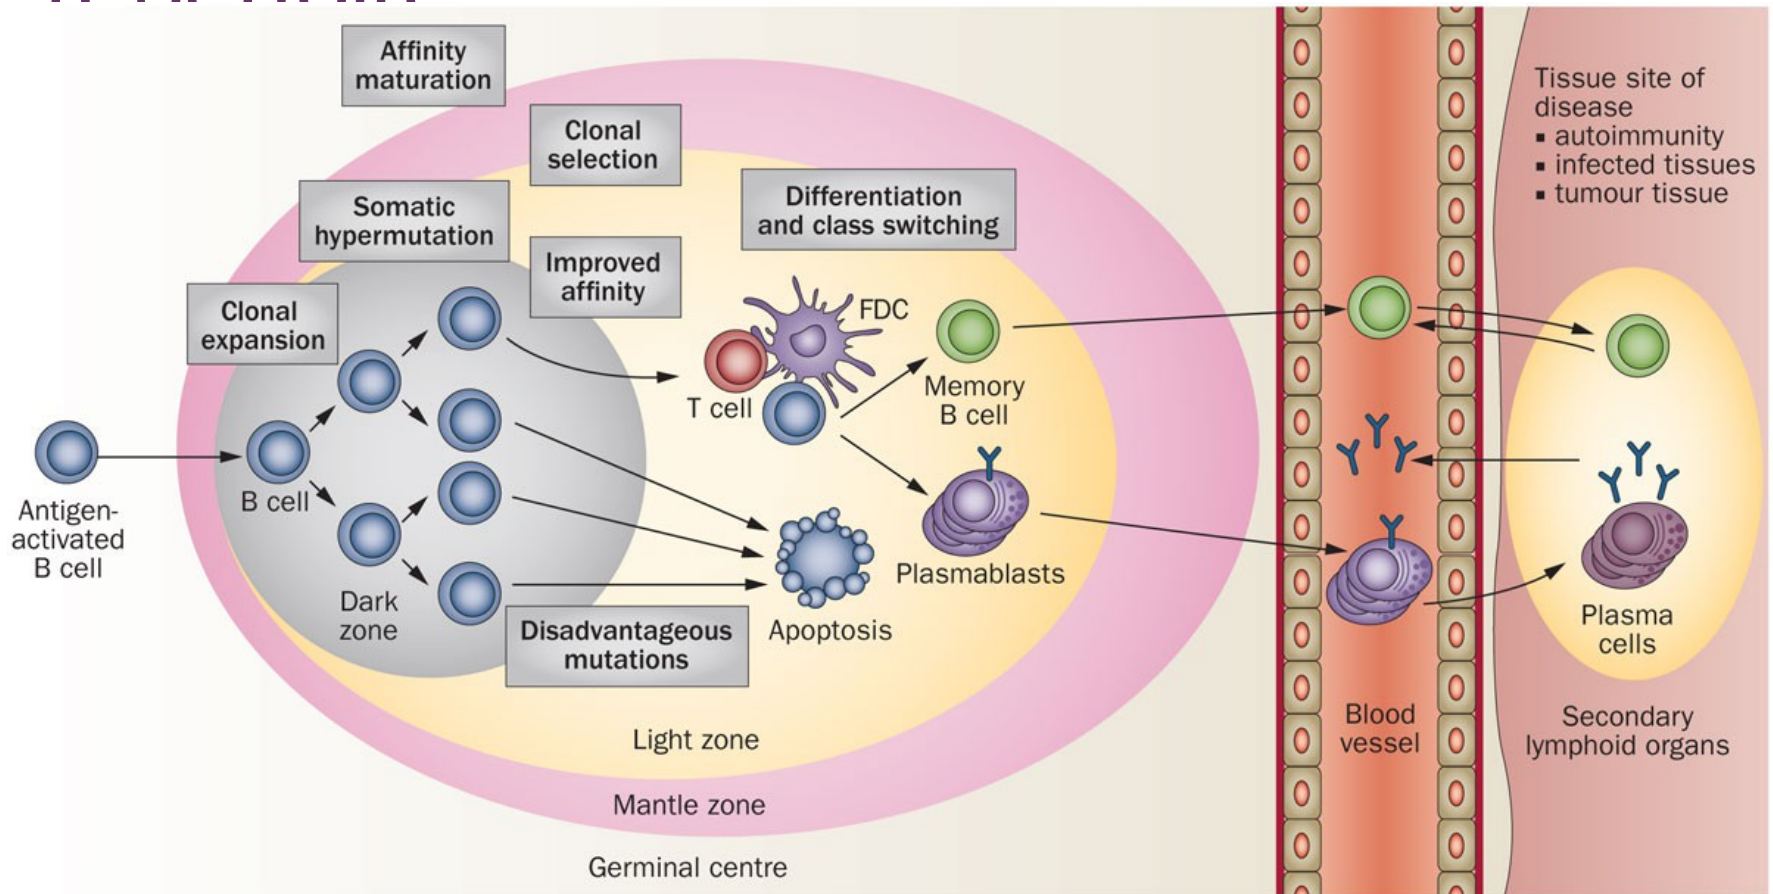 Affinity
maturation
Clonal
selection
Somatic
hypermutation
Differentiation
and class switching
Improved
affinity
Clonal
expansion
FDC
T cell
Memory
B cell
B cell
Antigen-
activated
B cell
Dark
zone
Plasmablasts
Apoptosis
Disadvantageous
mutations
Light zone
Mantle zone
Germinal centre
Blood
vessel
Tissue site of
disease
▪ autoimmunity
▪ infected tissues
▪ tumour tissue
Plasma
cells
Secondary
lymphoid organs